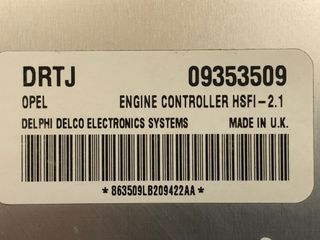 DRTJ 09353509
OPEL ENGINE CONTROLLER HSFI-2.1
DELPHI DELCO ELECTRONICS SYSTEMS MADE IN U.K.
*863509LB209422AA*